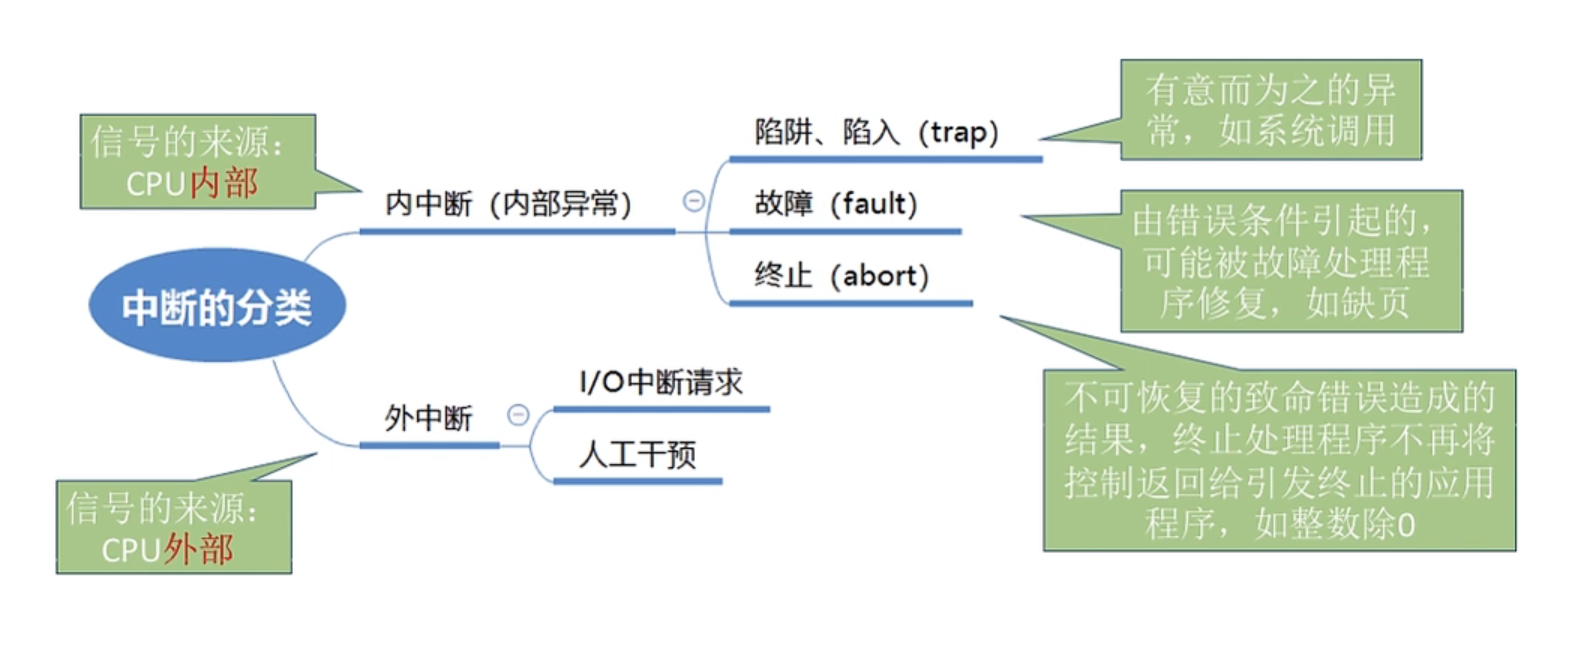 中断的分类
信号的来源：
CPU内部
内中断（内部异常）
陷阱、陷入（trap）
有意而为之的异
常，如系统调用
故障（fault）
由错误条件引起的，
可能被故障处理程
序修复，如缺页
终止（abort）
不可恢复的致命错误造成的
结果，终止处理程序不再将
控制返回给引发终止的应用
程序，如整数除0
外中断
信号的来源：
CPU外部
I/O中断请求
人工干预